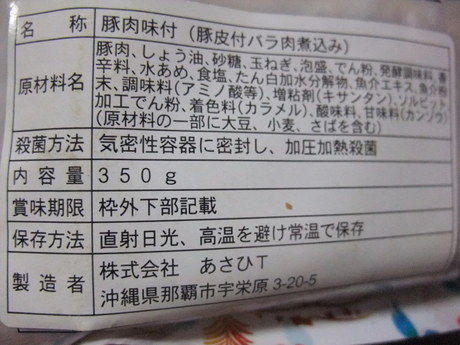 名称 豚肉味付(豚皮付バラ肉煮込み)
原材料名 豚肉、しょう油、砂糖、玉ねぎ、泡盛、でん粉、発酵調味料、香
辛料、水あめ、食塩、たん白加水分解物、魚介エキス、魚介粉
末、調味料(アミノ酸等)、増粘剤(キサンタン)、ソルビット、
加工でん粉、着色料(カラメル)、酸味料、甘味料(カンゾウ)
(原材料の一部に大豆、小麦、さばを含む)
殺菌方法 気密性容器に密封し、加圧加熱殺菌
内容量 350g
賞味期限 枠外下部記載
保存方法 直射日光、高温を避け常温で保存
製造者 株式会社 あさひT
沖縄県那覇市宇栄原3-20-5